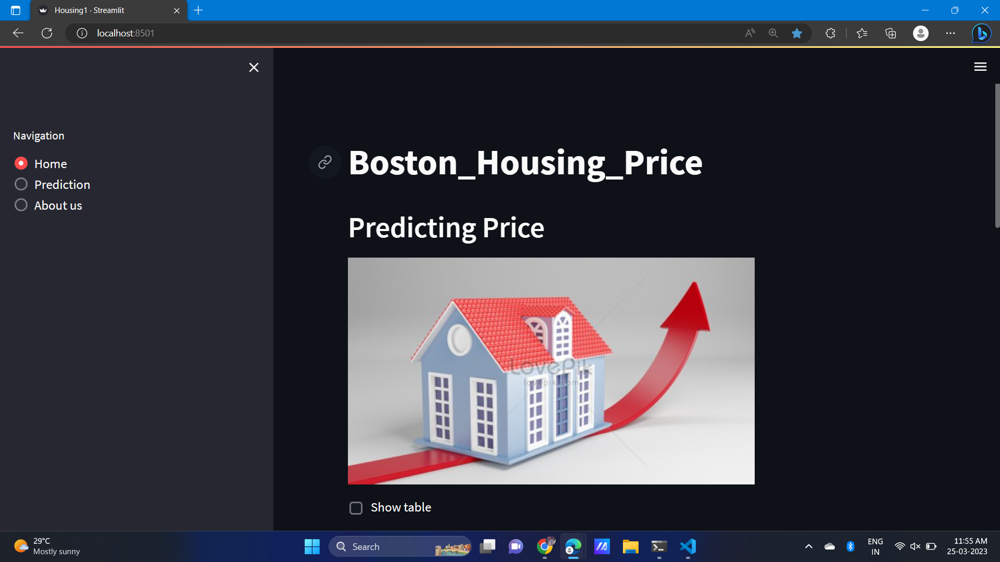 Housing1 · Streamlit
localhost:8501
Navigation
Home
Prediction
About us
Boston_Housing_Price
Predicting Price
LovePik
lovepik.com
Show table
29°C
Mostly sunny
Search
ENG
IN
11:55 AM
25-03-2023